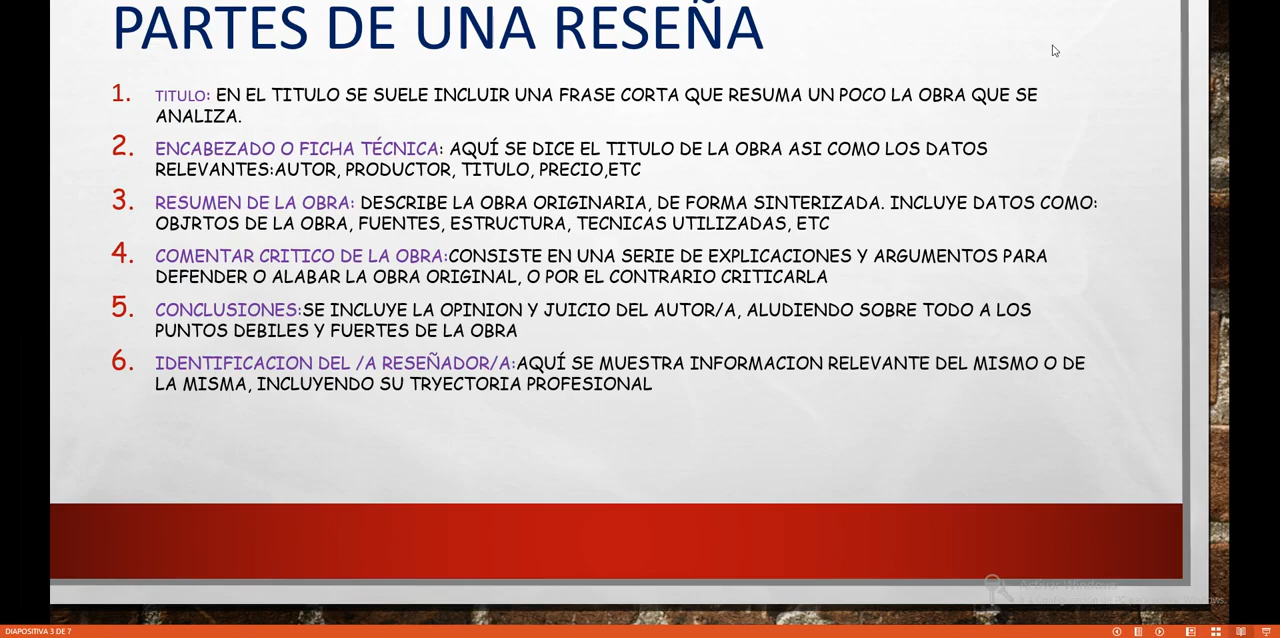 PARTES DE UNA RESEÑA
1. TITULO: EN EL TITULO SE SUELE INCLUIR UNA FRASE CORTA QUE RESUMA UN POCO LA OBRA QUE SE
ANALIZA.
2. ENCABEZADO O FICHA TÉCNICA: AQUÍ SE DICE EL TITULO DE LA OBRA ASI COMO LOS DATOS
RELEVANTES:AUTOR, PRODUCTOR, TITULO, PRECIO,ETC
3. RESUMEN DE LA OBRA: DESCRIBE LA OBRA ORIGINARIA, DE FORMA SINTERIZADA. INCLUYE DATOS COMO:
OBJRTOS DE LA OBRA, FUENTES, ESTRUCTURA, TECNICAS UTILIZADAS, ETC
4. COMENTAR CRITICO DE LA OBRA:CONSISTE EN UNA SERIE DE EXPLICACIONES Y ARGUMENTOS PARA
DEFENDER O ALABAR LA OBRA ORIGINAL, O POR EL CONTRARIO CRITICARLA
5. CONCLUSIONES:SE INCLUYE LA OPINION Y JUICIO DEL AUTOR/A, ALUDIENDO SOBRE TODO A LOS
PUNTOS DEBILES Y FUERTES DE LA OBRA
6. IDENTIFICACION DEL /A RESEÑADOR/A:AQUÍ SE MUESTRA INFORMACION RELEVANTE DEL MISMO O DE
LA MISMA, INCLUYENDO SU TRYECTORIA PROFESIONAL
Activar Windows
DIAPOSITIVA 3 DE 7